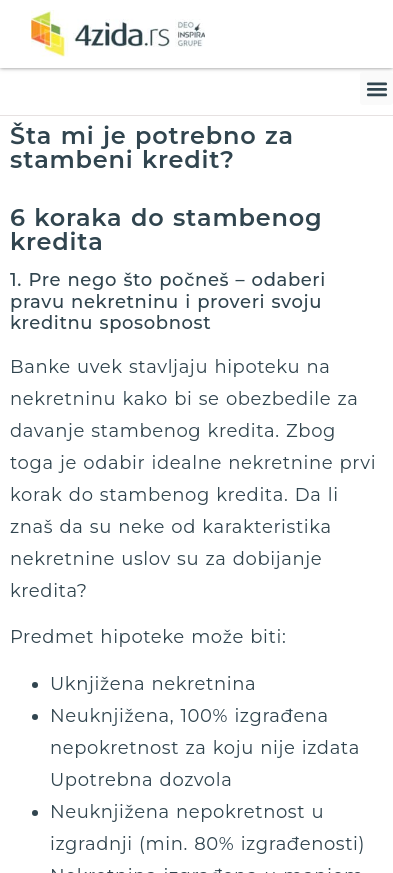 4zida.rs
DEO
INSPIRA
GRUPE
Šta mi je potrebno za
stambeni kredit?
6 koraka do stambenog
kredita
1. Pre nego što počneš – odaberi
pravu nekretninu i proveri svoju
kreditnu sposobnost
Banke uvek stavljaju hipoteku na
nekretninu kako bi se obezbedile za
davanje stambenog kredita. Zbog
toga je odabir idealne nekretnine prvi
korak do stambenog kredita. Da li
znaš da su neke od karakteristika
nekretnine uslov su za dobijanje
kredita?
Predmet hipoteke može biti:
Uknjižena nekretnina
Neuknjižena, 100% izgrađena
nepokretnost za koju nije izdata
Upotrebna dozvola
Neuknjižena nepokretnost u
izgradnji (min. 80% izgrađenosti)